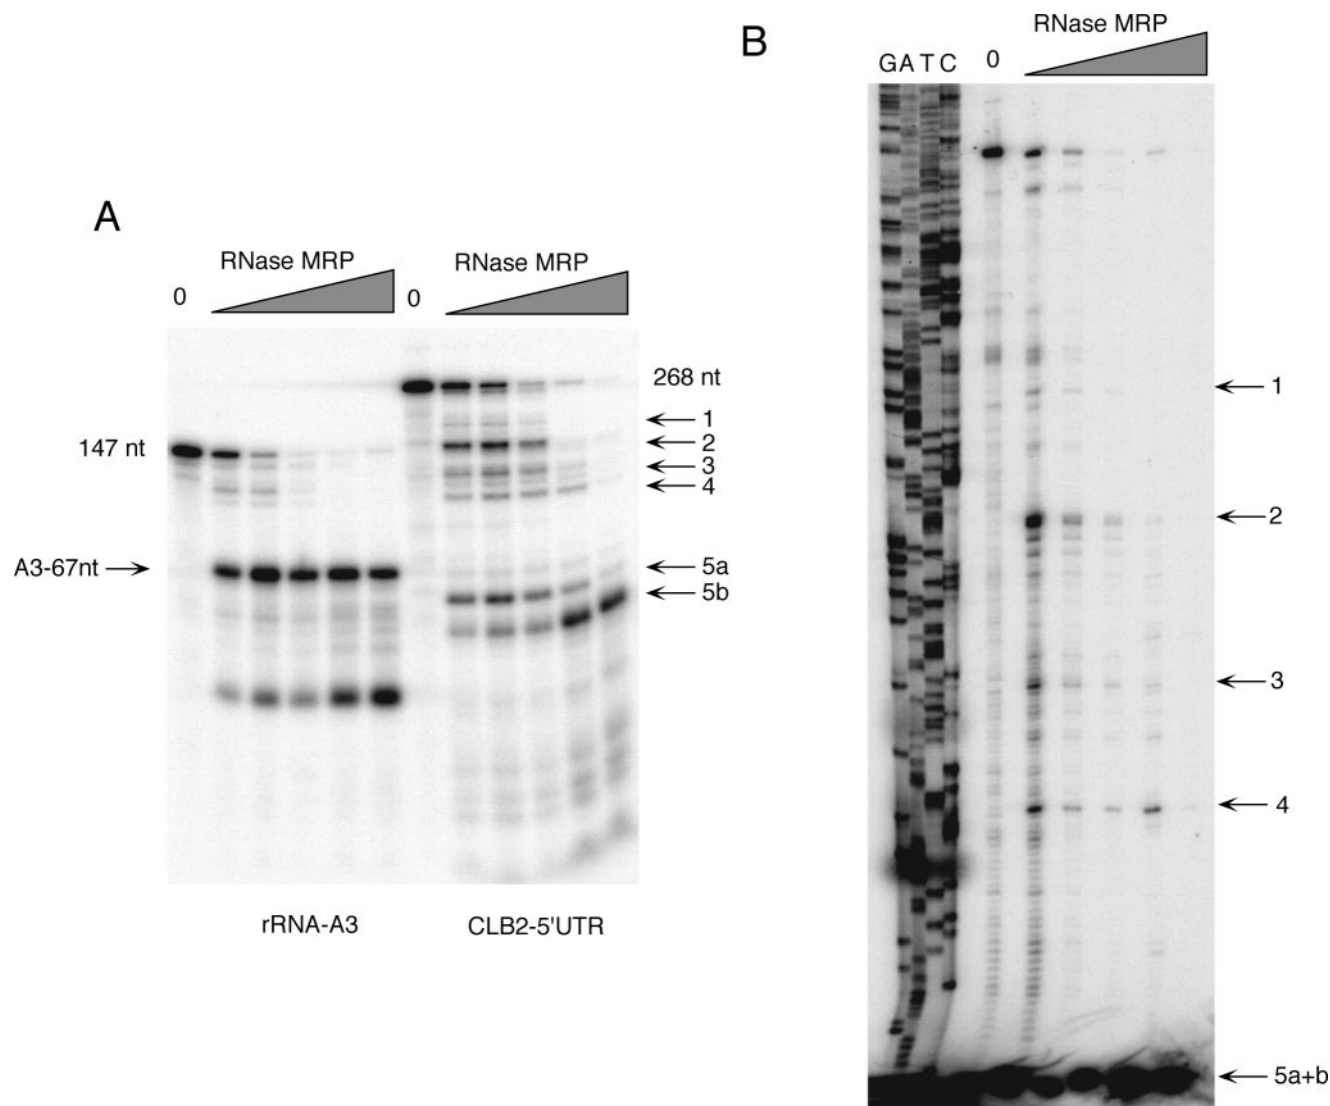 A
RNase MRP
RNase MRP
0
0
147 nt
268 nt
1
2
3
4
A3-67nt
5a
5b
rRNA-A3
CLB2-5'UTR
B
RNase MRP
G A T C
0
1
2
3
4
5a+b